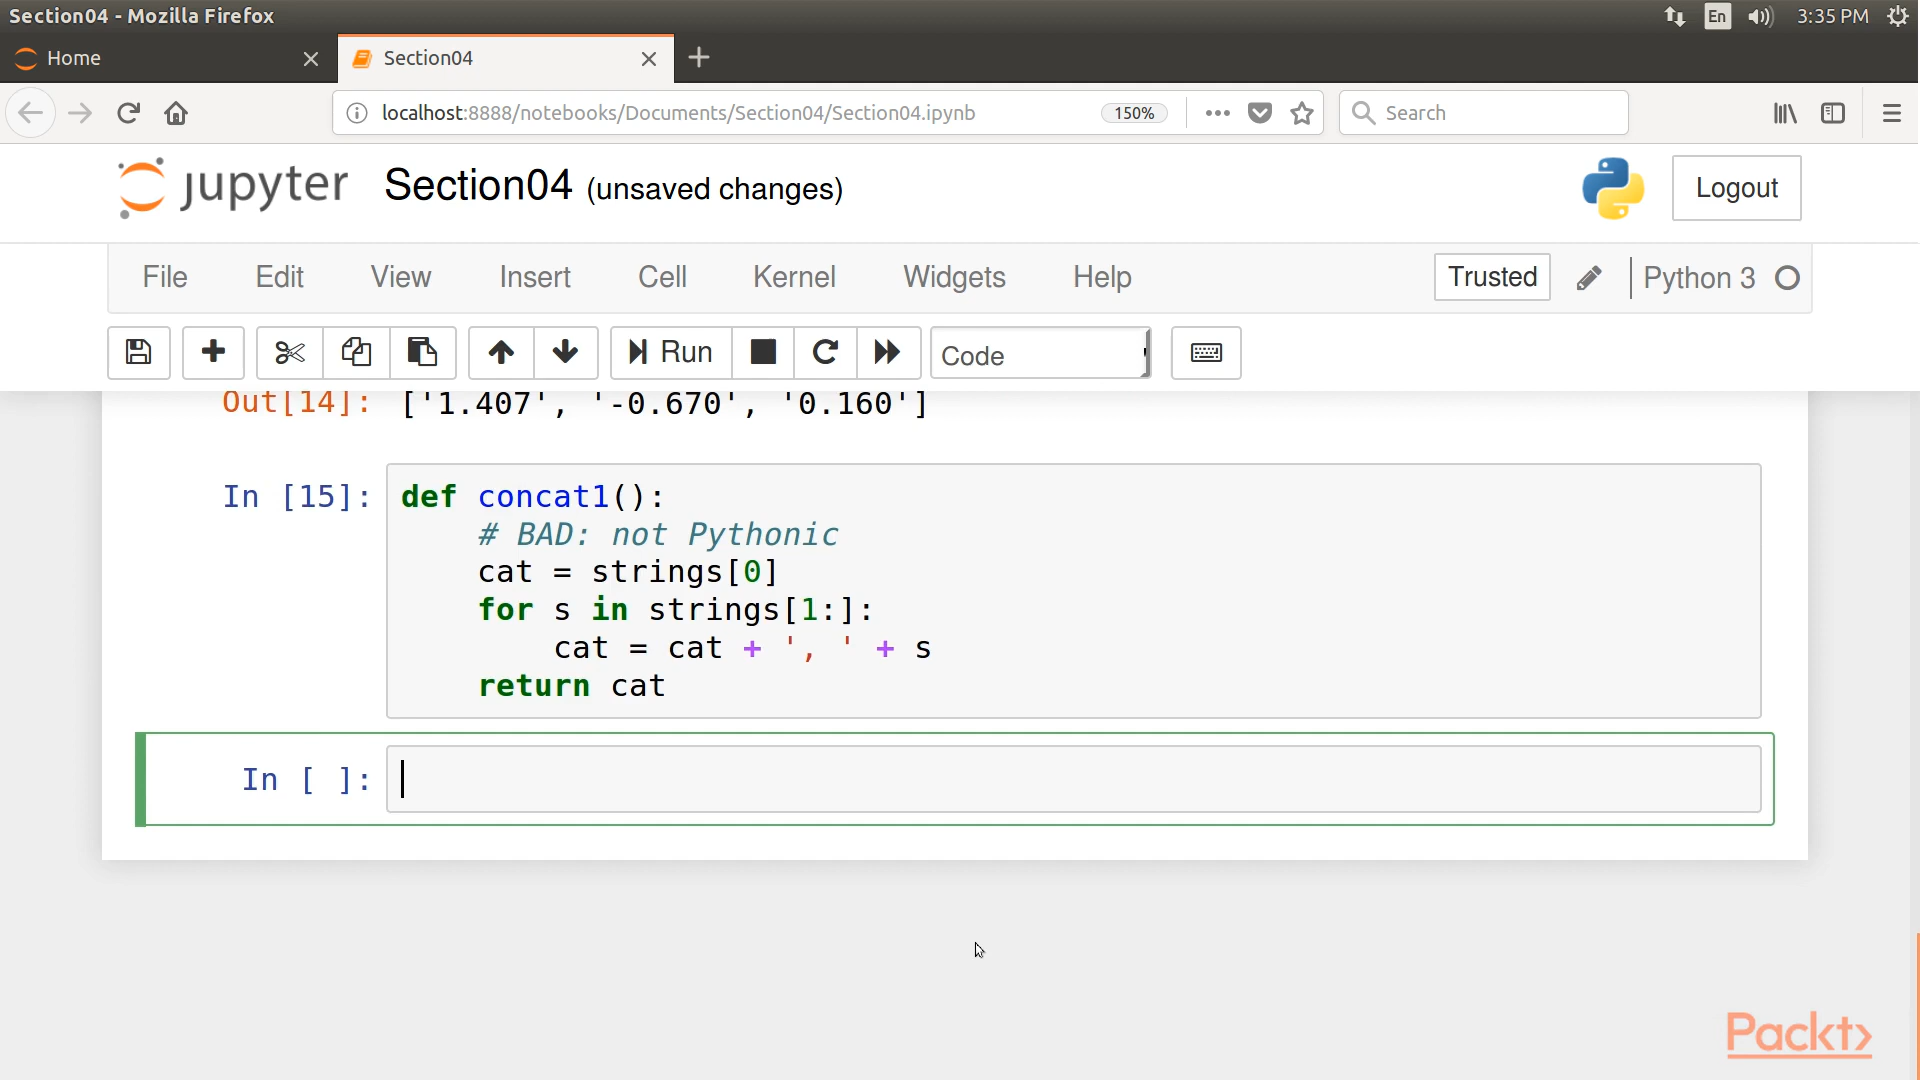 Section04 - Mozilla Firefox
En
3:35 PM
Home
Section04
localhost:8888/notebooks/Documents/Section04/Section04.ipynb
150%
Search
jupyter
Section04 (unsaved changes)
Logout
File Edit View Insert Cell Kernel Widgets Help
Trusted
Python 3
Run
Code
Out[14]: ['1.407', '-0.670', '0.160']
In [15]: def concat1():
# BAD: not Pythonic
cat = strings[0]
for s in strings[1:]:
cat = cat + ', ' + s
return cat
In [ ]:
Packt>